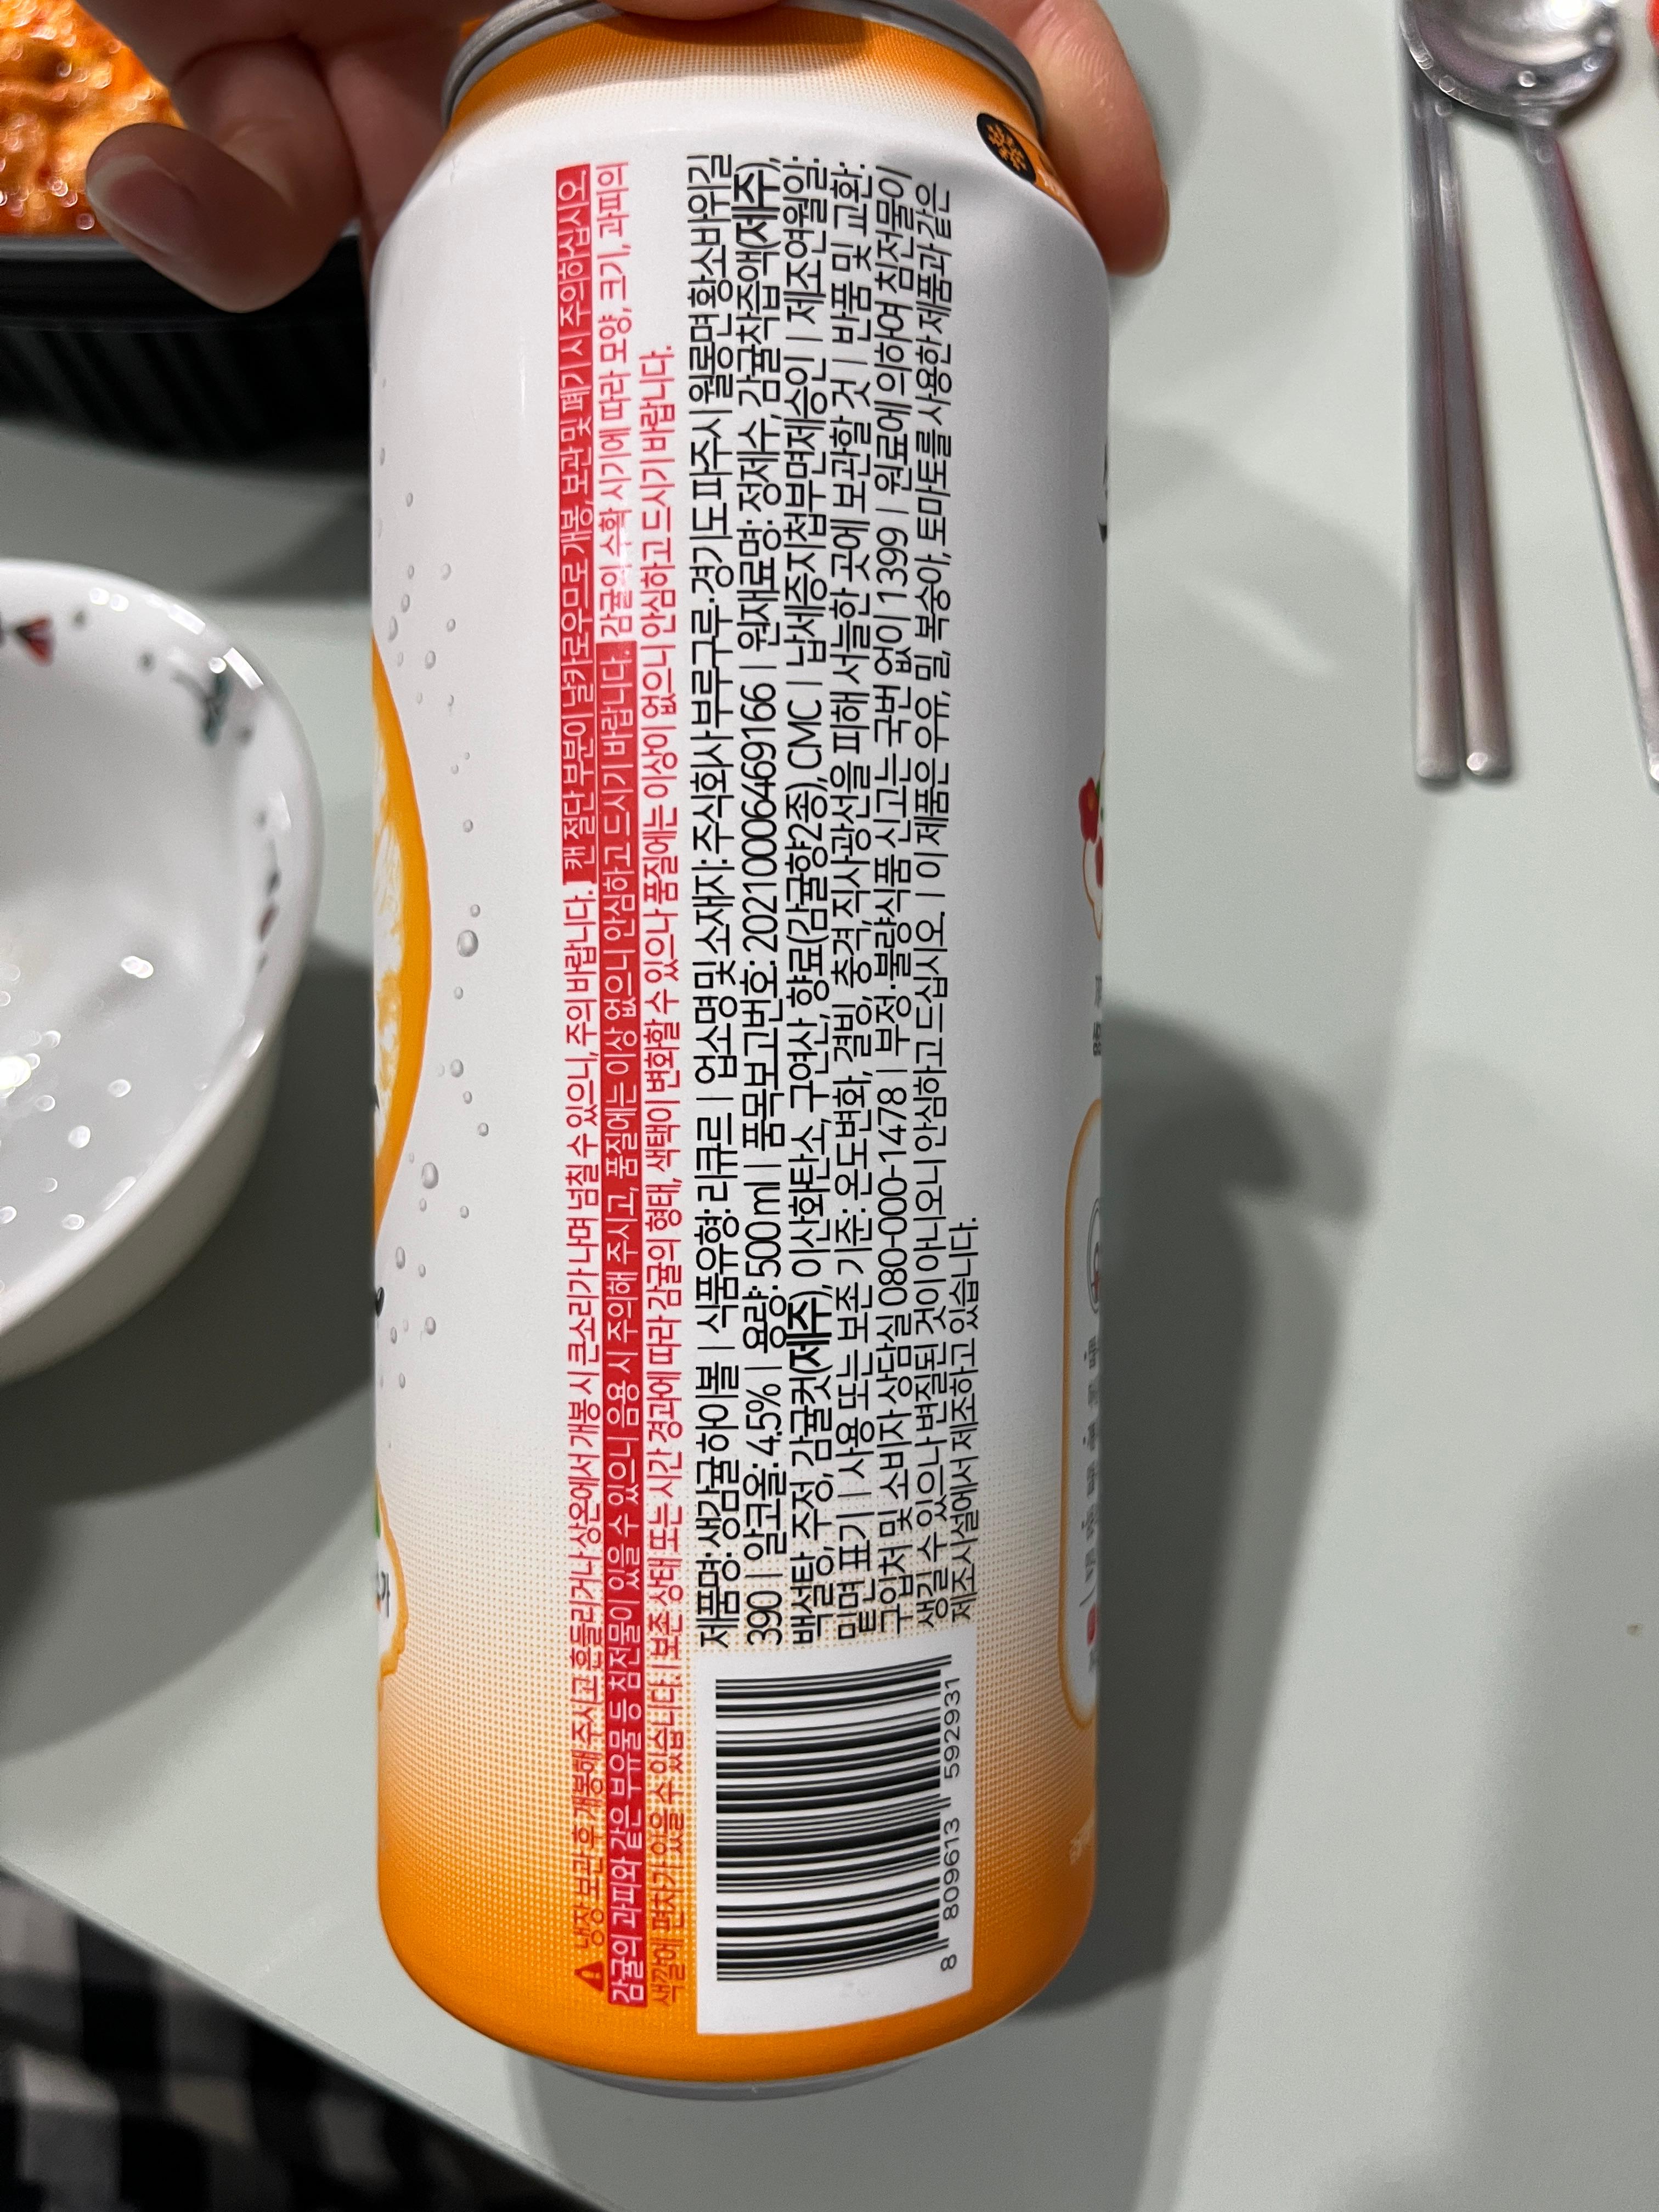 ⚠ 냉장 보관 후 개봉해 주시고 흔들리거나 상온에서 개봉 시 큰소리가 나며 넘칠 수 있으니, 주의 바랍니다. | 캔 절단 부분이 날카로우므로 개봉, 보관 및 폐기 시 주의하십시오.
감귤의 과피와 같은 부유물 등 침전물이 있을 수 있으니 음용 시 주의해 주시고, 품질에는 이상 없으니 안심하고 드시기 바랍니다. 감귤의 수확 시기에 따라 모양, 크기, 과피의
색깔에 편차가 있을 수 있습니다. | 보존 상태 또는 시간 경과에 따라 감귤의 형태, 색택이 변화할 수 있으나 품질에는 이상이 없으니 안심하고 드시기 바랍니다.
제품명: 생감귤 하이볼 | 식품유형: 리큐르 | 업소명 및 소재지: 주식회사 부르구루. 경기도 파주시 월롱면 황소바위길
390 | 알코올: 4.5% | 용량: 500 ml | 품목보고번호: 20210006469166 | 원재료명: 정제수, 감귤착즙액(제주),
백설탕, 주정, 감귤컷(제주), 이산화탄소, 구연산, 향료(감귤향2종), CMC | 납세증지첩부면제승인 | 제조연월일:
밑면 표기 | 사용 또는 보존 기준: 온도변화, 결빙, 충격, 직사광선을 피해 서늘한 곳에 보관할 것 | 반품 및 교환:
구입처 및 소비자 상담실 080-000-1478 | 부정·불량식품 신고는 국번 없이 1399 | 원료에 의하여 침전물이
생길 수 있으나 변질된 것이 아니오니 안심하고 드십시오. | 이 제품은 우유, 밀, 복숭아, 토마토를 사용한 제품과 같은
제조시설에서 제조하고 있습니다.
8 809613 592931